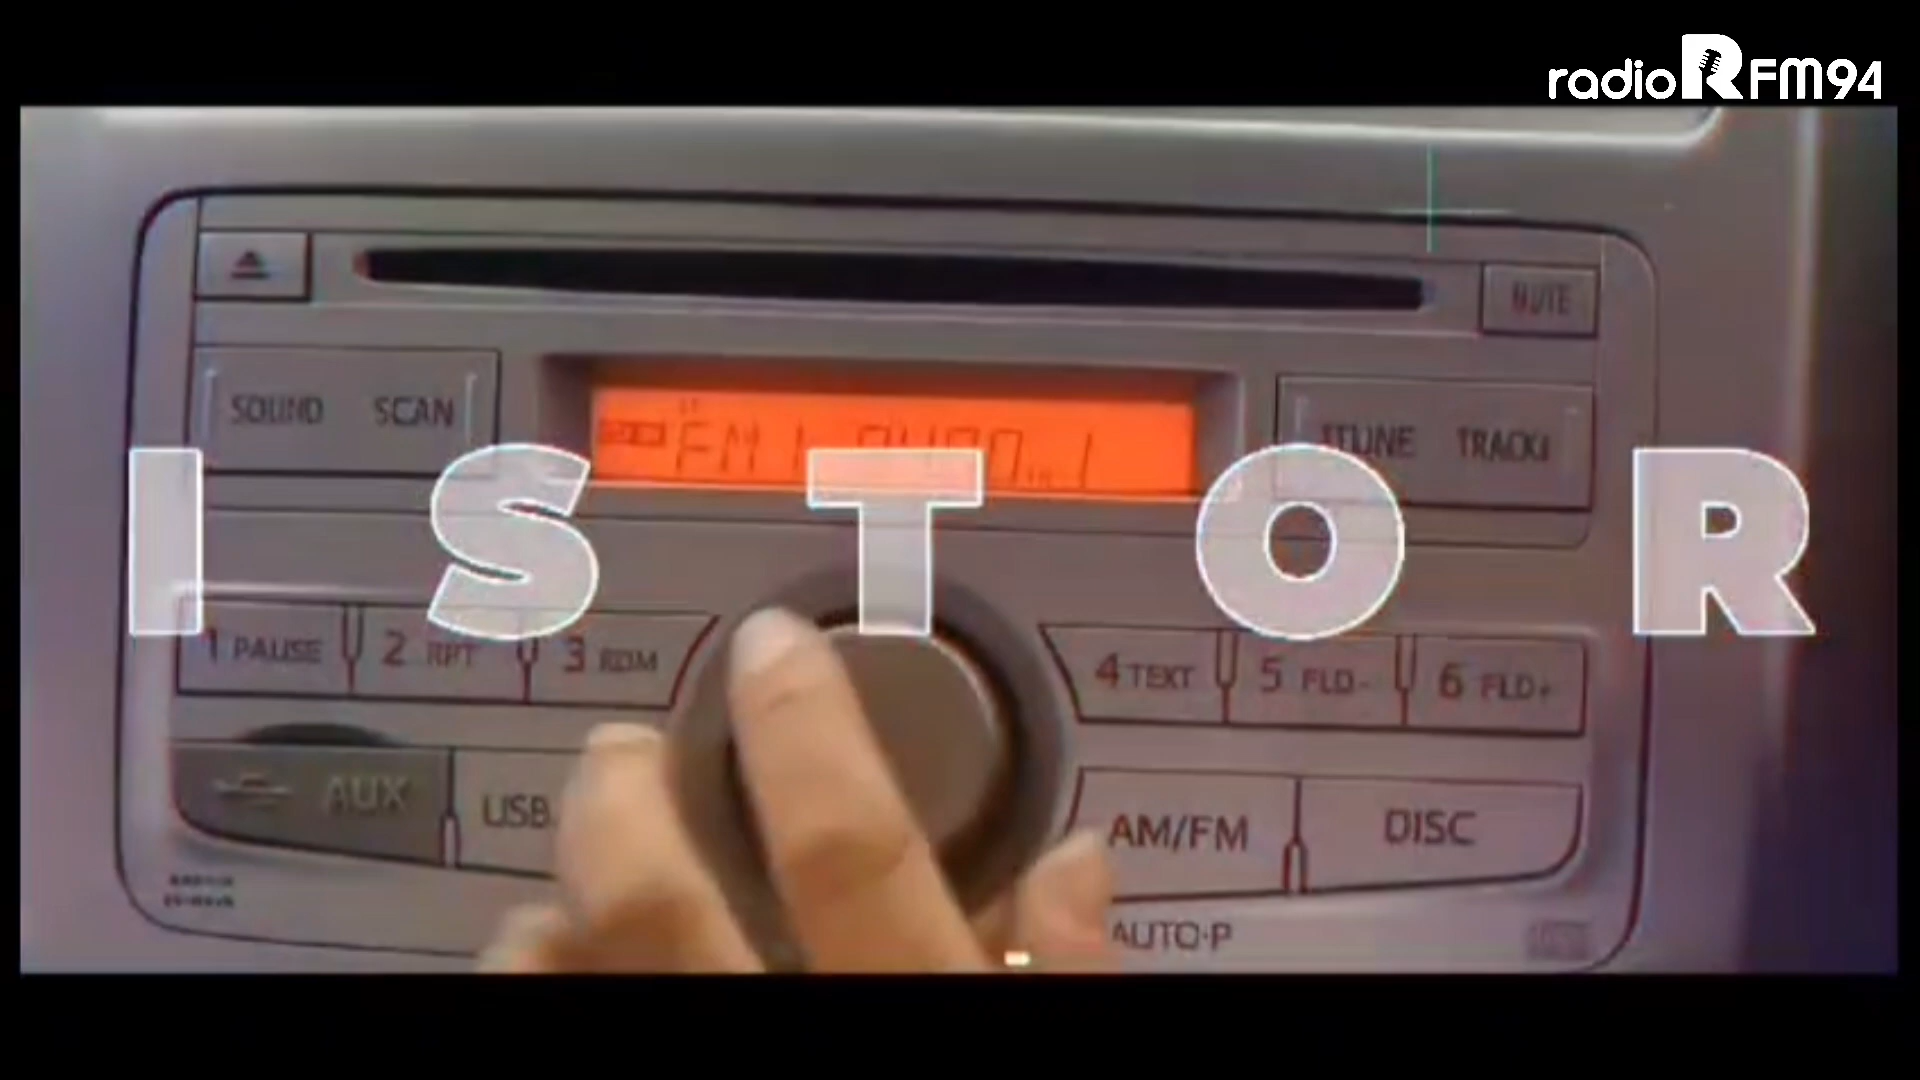 radio R FM94
MUTE
SOUND SCAN
TUNE TRACK
I S T O R
1 PAUSE 2 RPT 3 RDM
4 TEXT 5 FLD- 6 FLD+
AUX USB
AM/FM DISC
AUTO·P